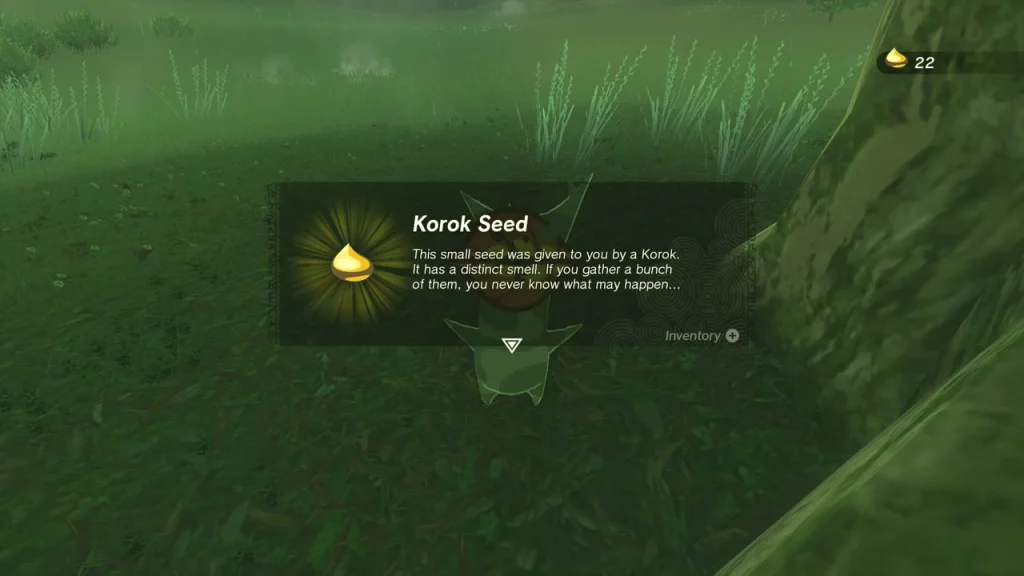 22
Korok Seed
This small seed was given to you by a Korok.
It has a distinct smell. If you gather a bunch
of them, you never know what may happen...
Inventory